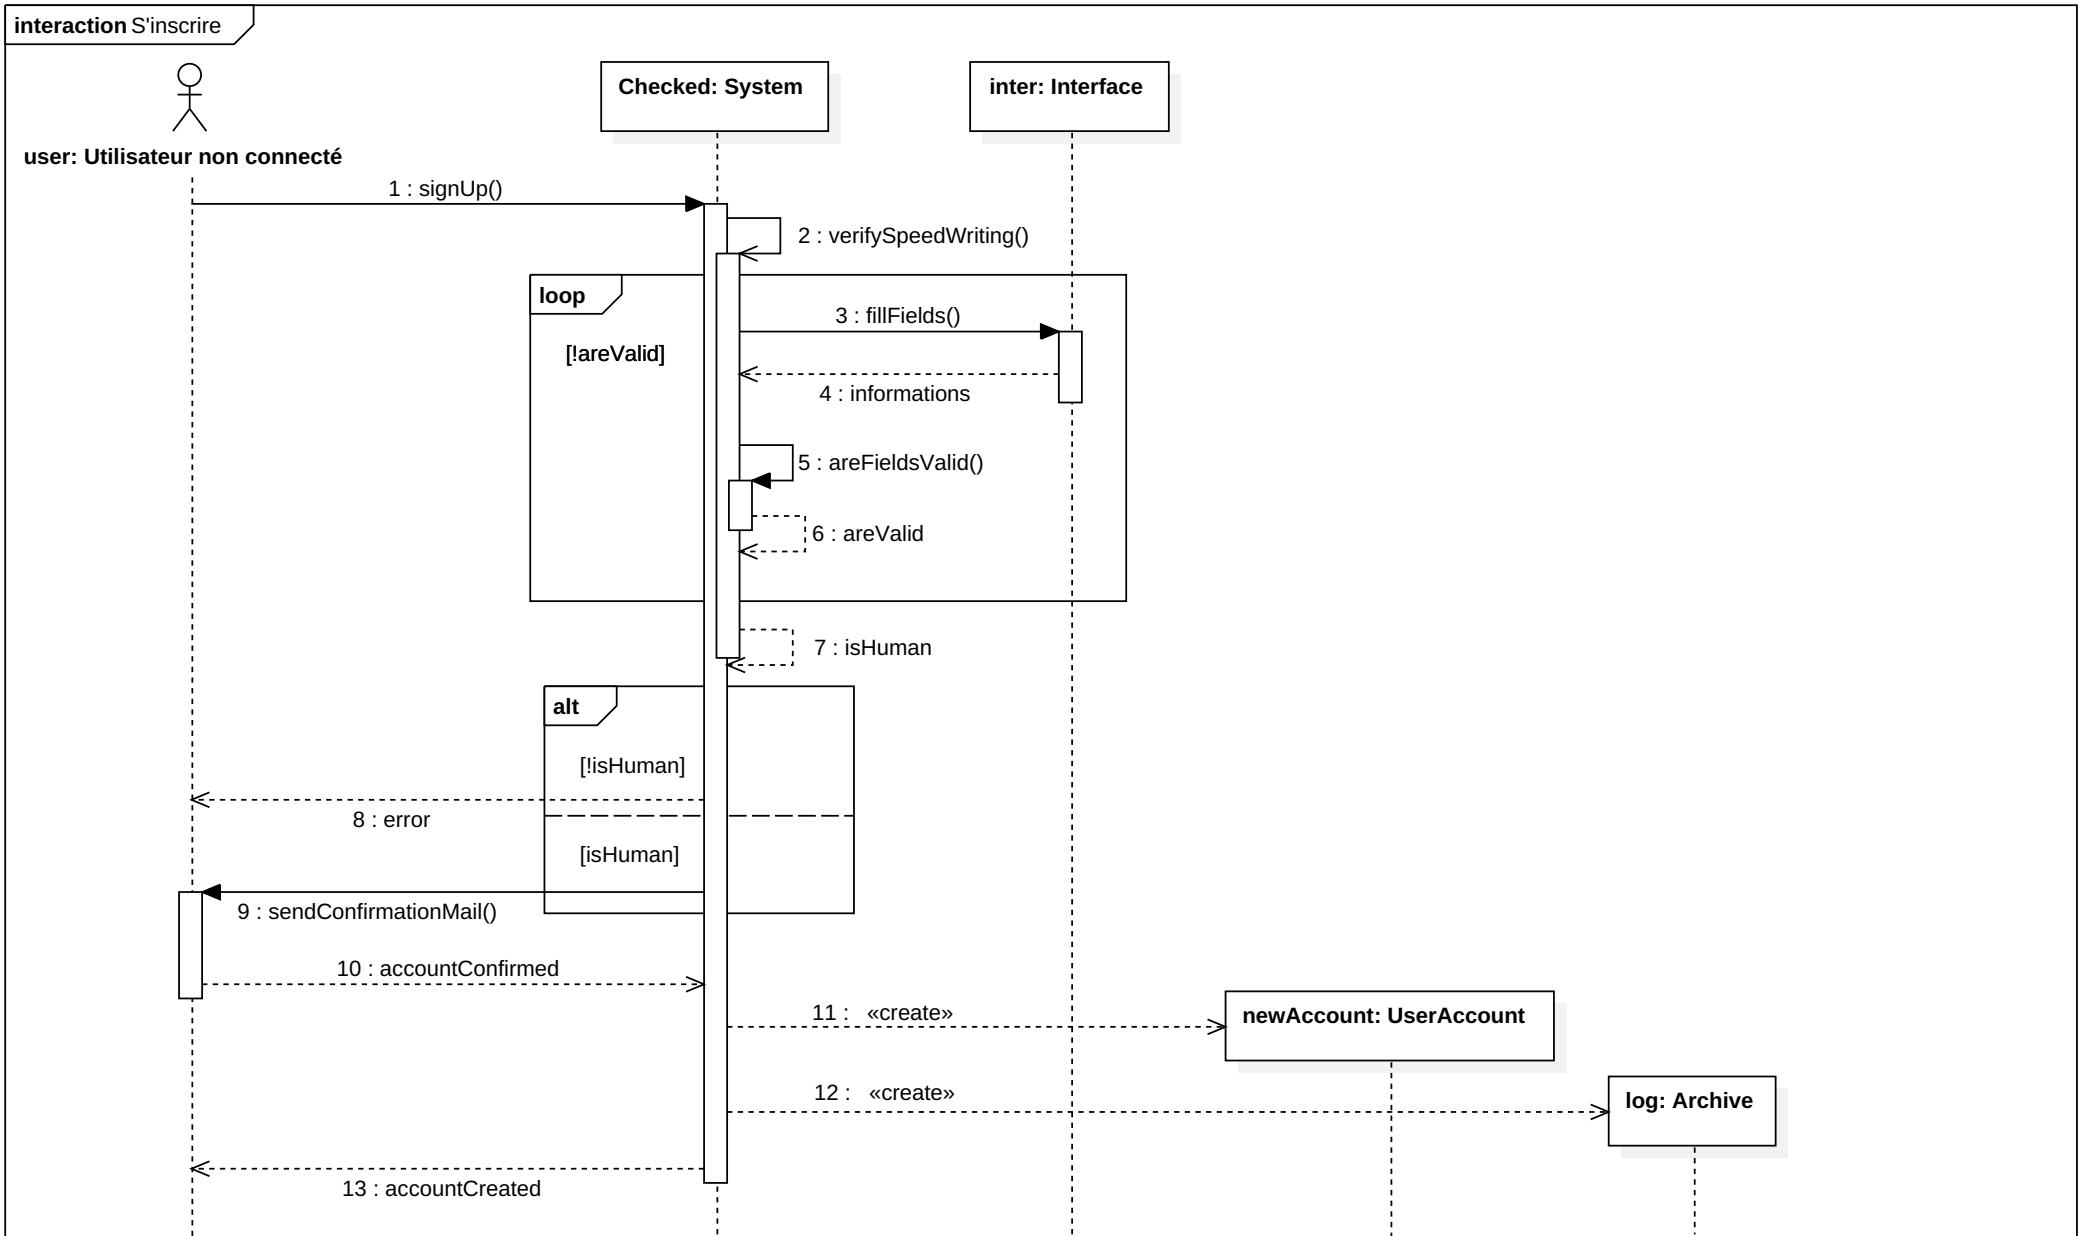 interaction S'inscrire
Checked: System
inter: Interface
user: Utilisateur non connecté
1 : signUp()
2 : verifySpeedWriting()
loop
3 : fillFields()
[!areValid]
4 : informations
5 : areFieldsValid()
6 : areValid
7 : isHuman
alt
[!isHuman]
8 : error
[isHuman]
9 : sendConfirmationMail()
10 : accountConfirmed
11 : «create»
newAccount: UserAccount
12 : «create»
log: Archive
13 : accountCreated